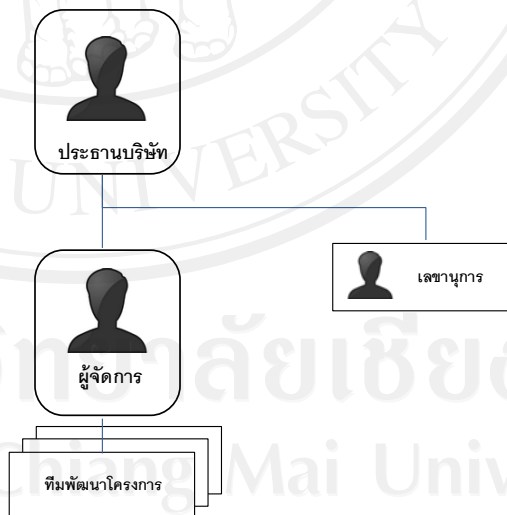 UNIVERSITY
ประธานบริษัท
เลขานุการ
ผู้จัดการ
ทีมพัฒนาโครงการ
Chiang Mai Univ